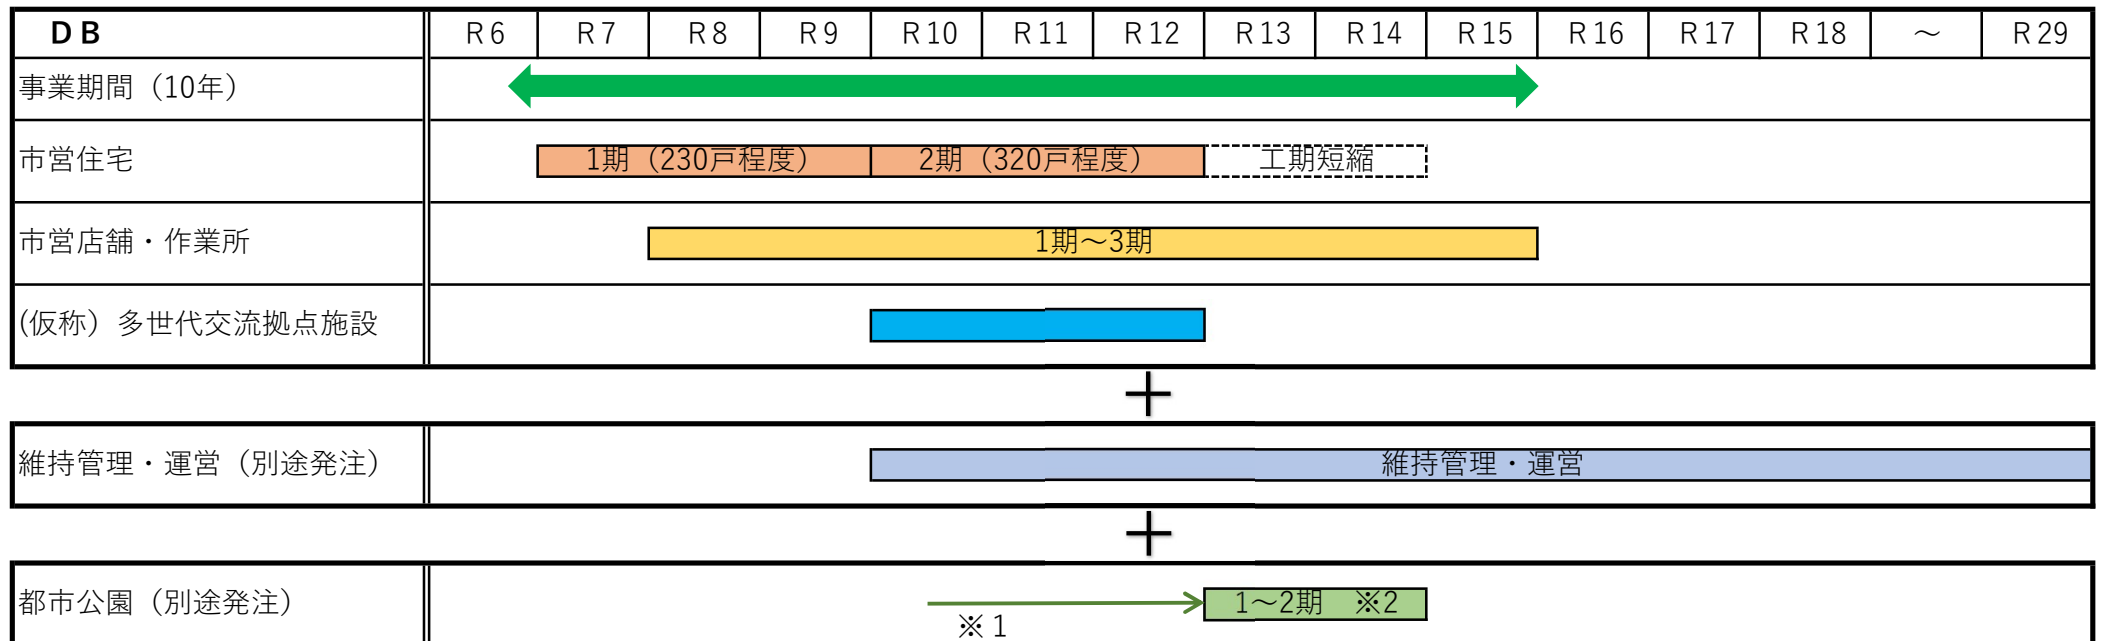 DB R6 R7 R8 R9 R10 R11 R12 R13 R14 R15 R16 R17 R18 ～ R29
事業期間（10年）
市営住宅 1期（230戸程度） 2期（320戸程度） 工期短縮
市営店舗・作業所 1期～3期
(仮称）多世代交流拠点施設
＋
維持管理・運営（別途発注） 維持管理・運営
＋
都市公園（別途発注） 1～2期 ※2
※1